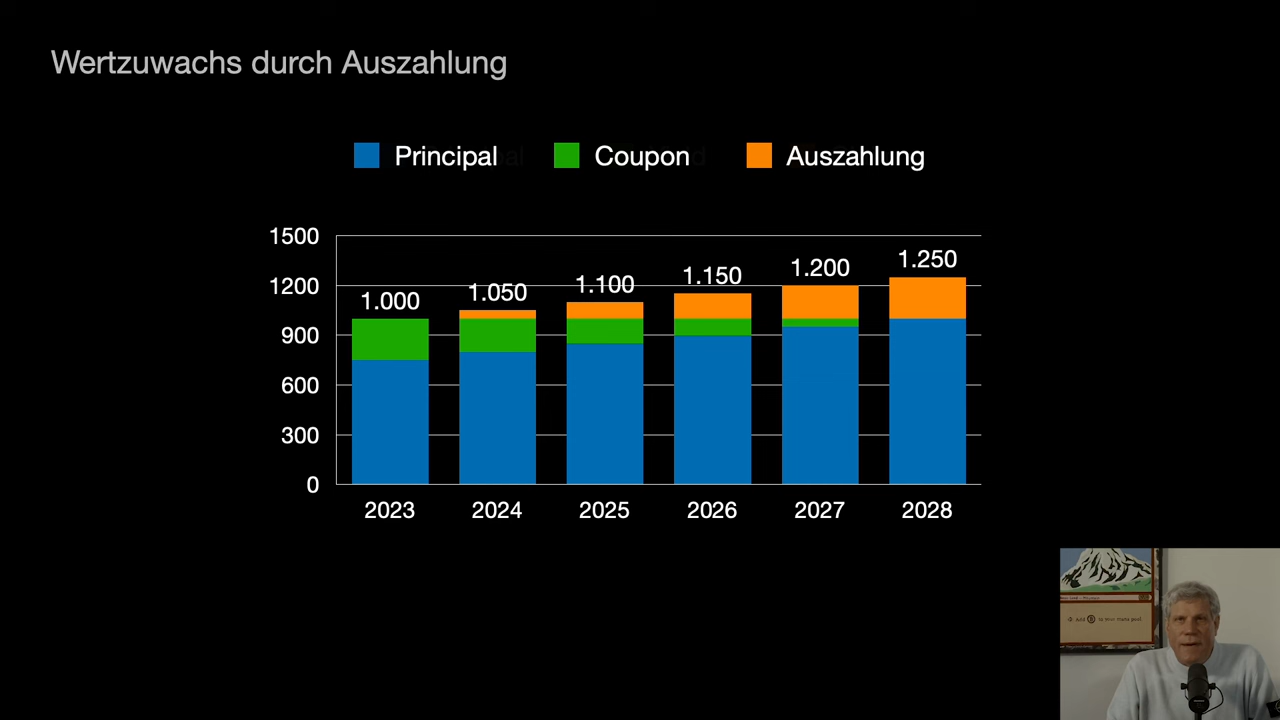 Wertzuwachs durch Auszahlung
Principal Coupon Auszahlung
1500
1200
900
600
300
0
1.000 1.050 1.100 1.150 1.200 1.250
2023 2024 2025 2026 2027 2028